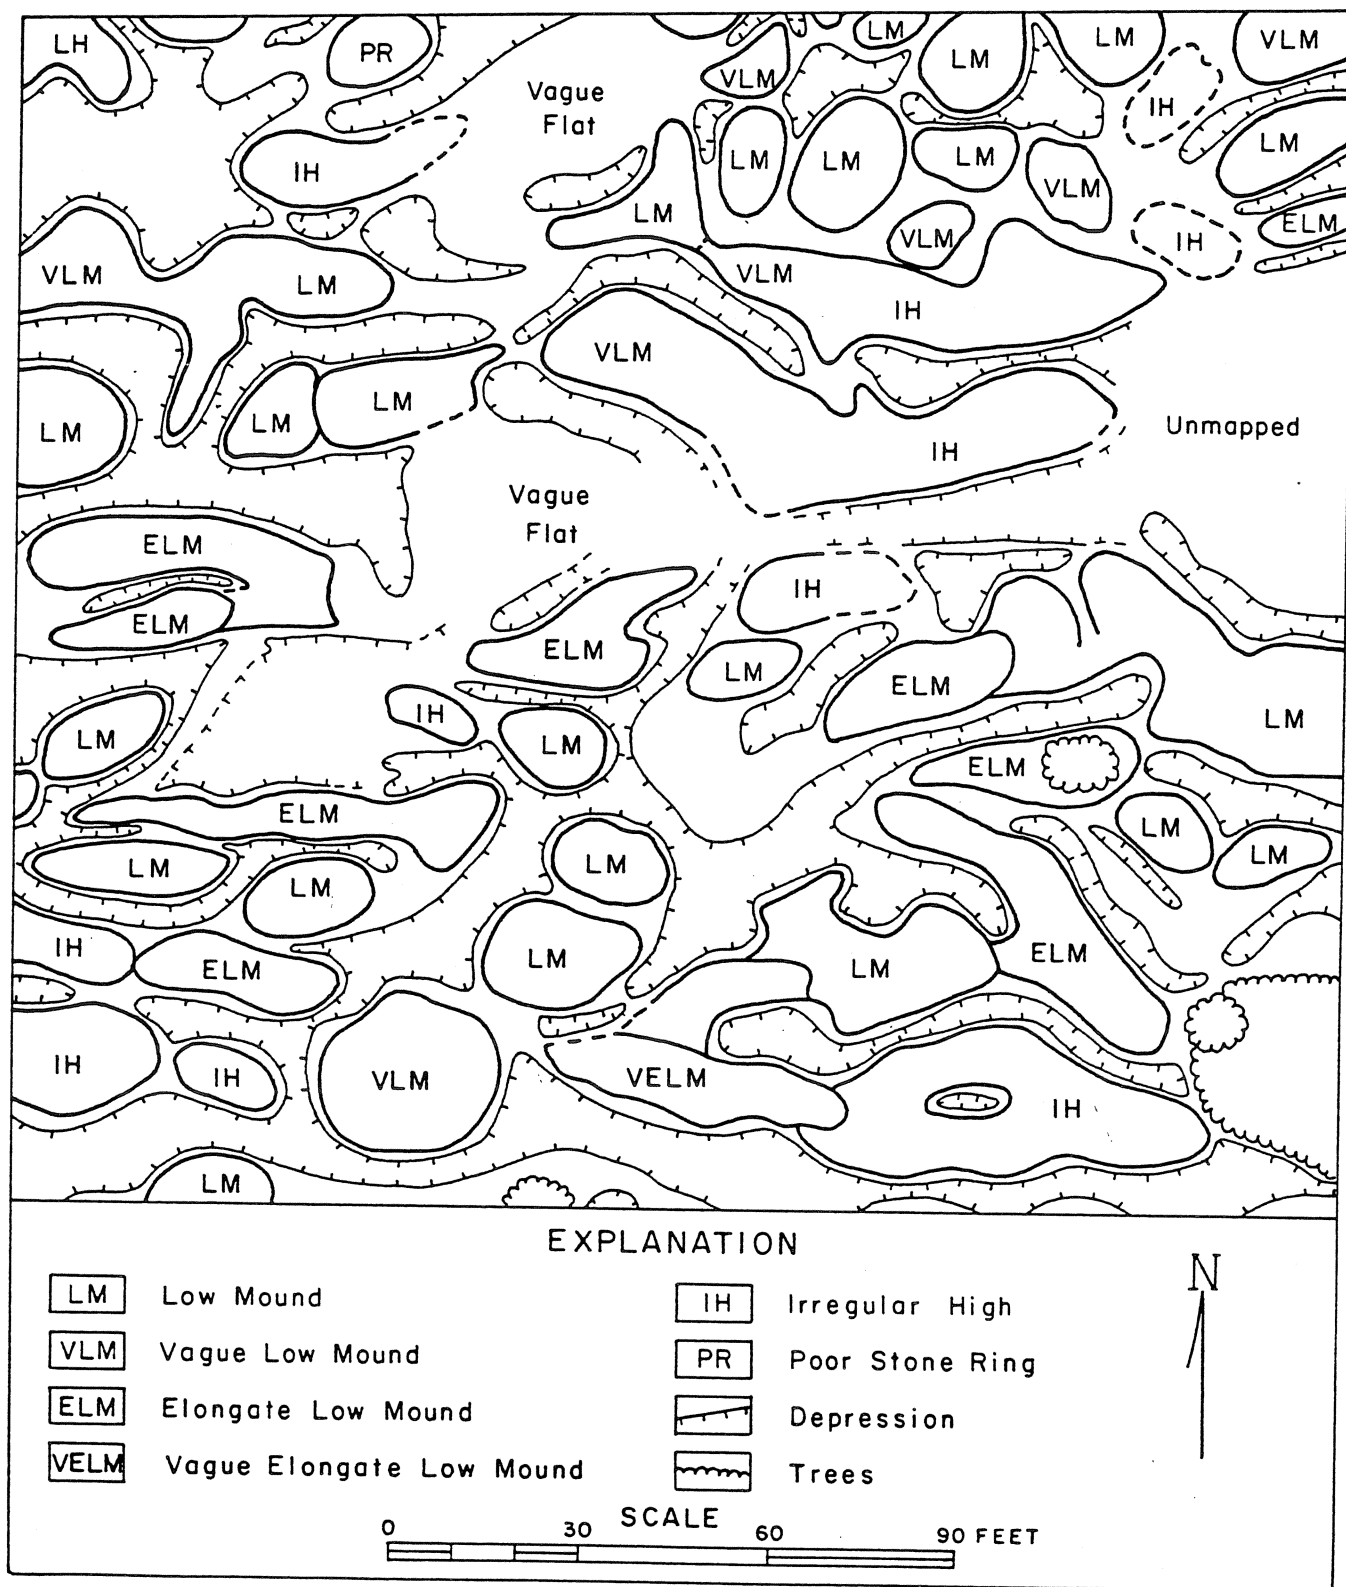 LH
PR
LM
LM
LM
VLM
VLM
Vague
Flat
IH
LM
IH
LM
LM
LM
VLM
LM
VLM
IH
ELM
VLM
LM
VLM
IH
VLM
LM
LM
LM
IH
Unmapped
Vague
Flat
ELM
ELM
IH
ELM
LM
ELM
LM
IH
LM
LM
ELM
ELM
LM
LM
LM
LM
LM
IH
ELM
LM
LM
ELM
IH
IH
VLM
VELM
IH
LM
EXPLANATION
LM Low Mound
VLM Vague Low Mound
ELM Elongate Low Mound
VELM Vague Elongate Low Mound
IH Irregular High
PR Poor Stone Ring
Depression
Trees
N
SCALE
0 30 60 90 FEET